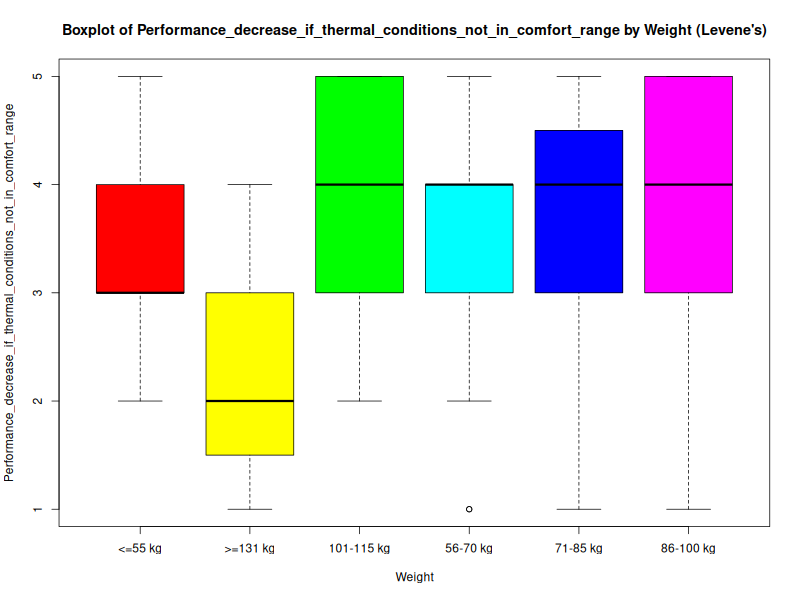 Boxplot of Performance_decrease_if_thermal_conditions_not_in_comfort_range by Weight (Levene's)
Performance_decrease_if_thermal_conditions_not_in_comfort_range
5
4
3
2
1
<=55 kg >=131 kg 101-115 kg 56-70 kg 71-85 kg 86-100 kg
Weight